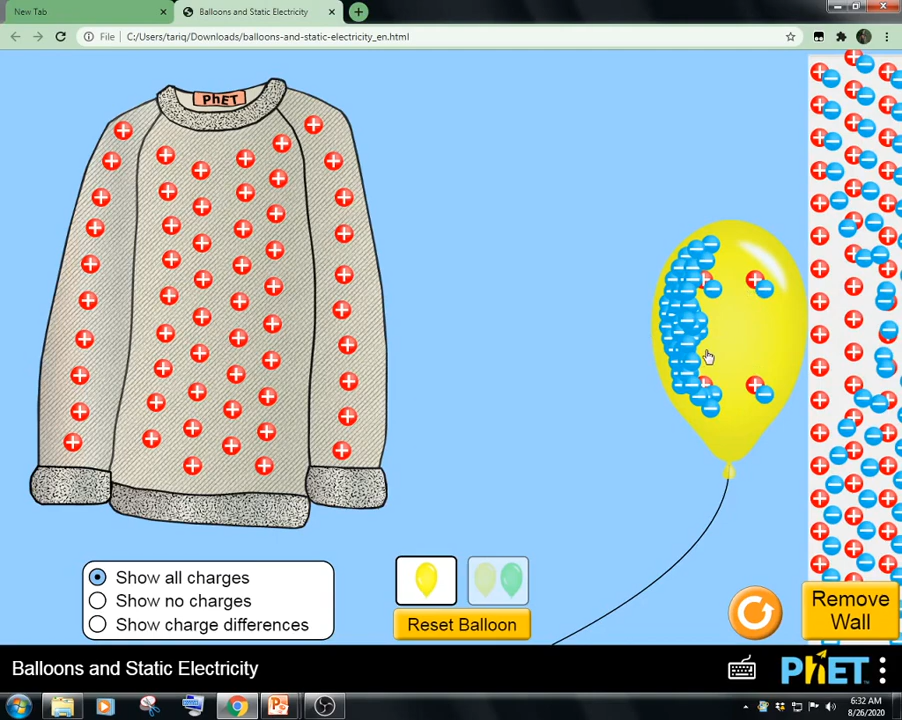 New Tab
Balloons and Static Electricity
File C:/Users/tariq/Downloads/balloons-and-static-electricity_en.html
PhET
Show all charges
Show no charges
Show charge differences
Reset Balloon
Remove
Wall
Balloons and Static Electricity
PhET
6:32 AM
8/26/2020